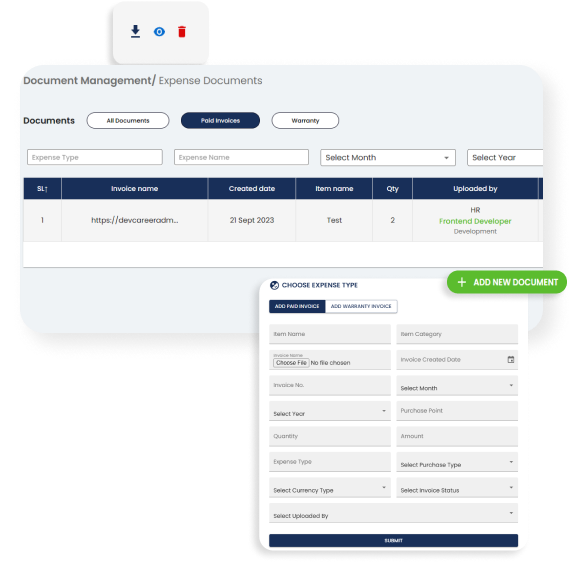 Document Management/ Expense Documents
Documents All Documents Paid Invoices Warranty
Expense Type Expense Name Select Month Select Year
SL↑ Invoice name Created date Item name Qty Uploaded by
1 https://devcareeradm... 21 Sept 2023 Test 2 HR
Frontend Developer
Development
+ ADD NEW DOCUMENT
CHOOSE EXPENSE TYPE
ADD PAID INVOICE ADD WARRANTY INVOICE
Item Name Item Category
Invoice Name
Choose File No file chosen Invoice Created Date
Invoice No. Select Month
Select Year Purchase Point
Quantity Amount
Expense Type Select Purchase Type
Select Currency Type Select Invoice Status
Select Uploaded By
SUBMIT